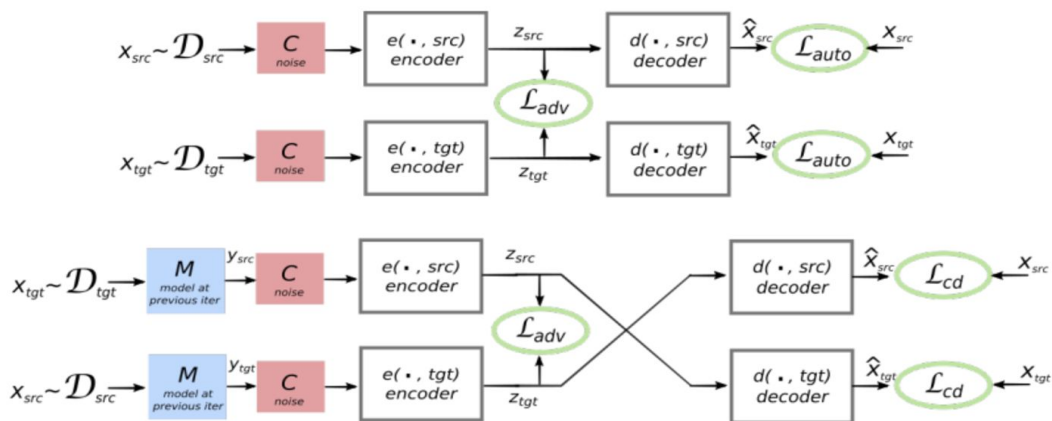 x_src ~ D_src
C
noise
e(·, src)
encoder
z_src
d(·, src)
decoder
x̂_src
L_auto
x_src
L_adv
x_tgt ~ D_tgt
C
noise
e(·, tgt)
encoder
z_tgt
d(·, tgt)
decoder
x̂_tgt
L_auto
x_tgt
x_tgt ~ D_tgt
M
model at
previous iter
y_src
C
noise
e(·, src)
encoder
z_src
d(·, src)
decoder
x̂_src
L_cd
x_src
L_adv
x_src ~ D_src
M
model at
previous iter
y_tgt
C
noise
e(·, tgt)
encoder
z_tgt
d(·, tgt)
decoder
x̂_tgt
L_cd
x_tgt